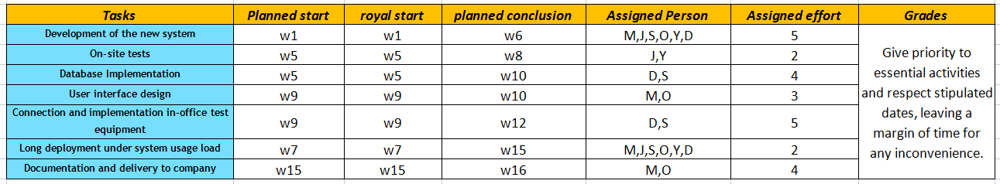 Tasks Planned start royal start planned conclusion Assigned Person Assigned effort Grades
Development of the new system w1 w1 w6 M,J,S,O,Y,D 5
On-site tests w5 w5 w8 J,Y 2
Database Implementation w5 w5 w10 D,S 4
User interface design w9 w9 w10 M,O 3
Connection and implementation in-office test
equipment w9 w9 w12 D,S 5
Long deployment under system usage load w7 w7 w15 M,J,S,O,Y,D 2
Documentation and delivery to company w15 w15 w16 M,O 4
Give priority to
essential activities
and respect stipulated
dates, leaving a
margin of time for
any inconvenience.